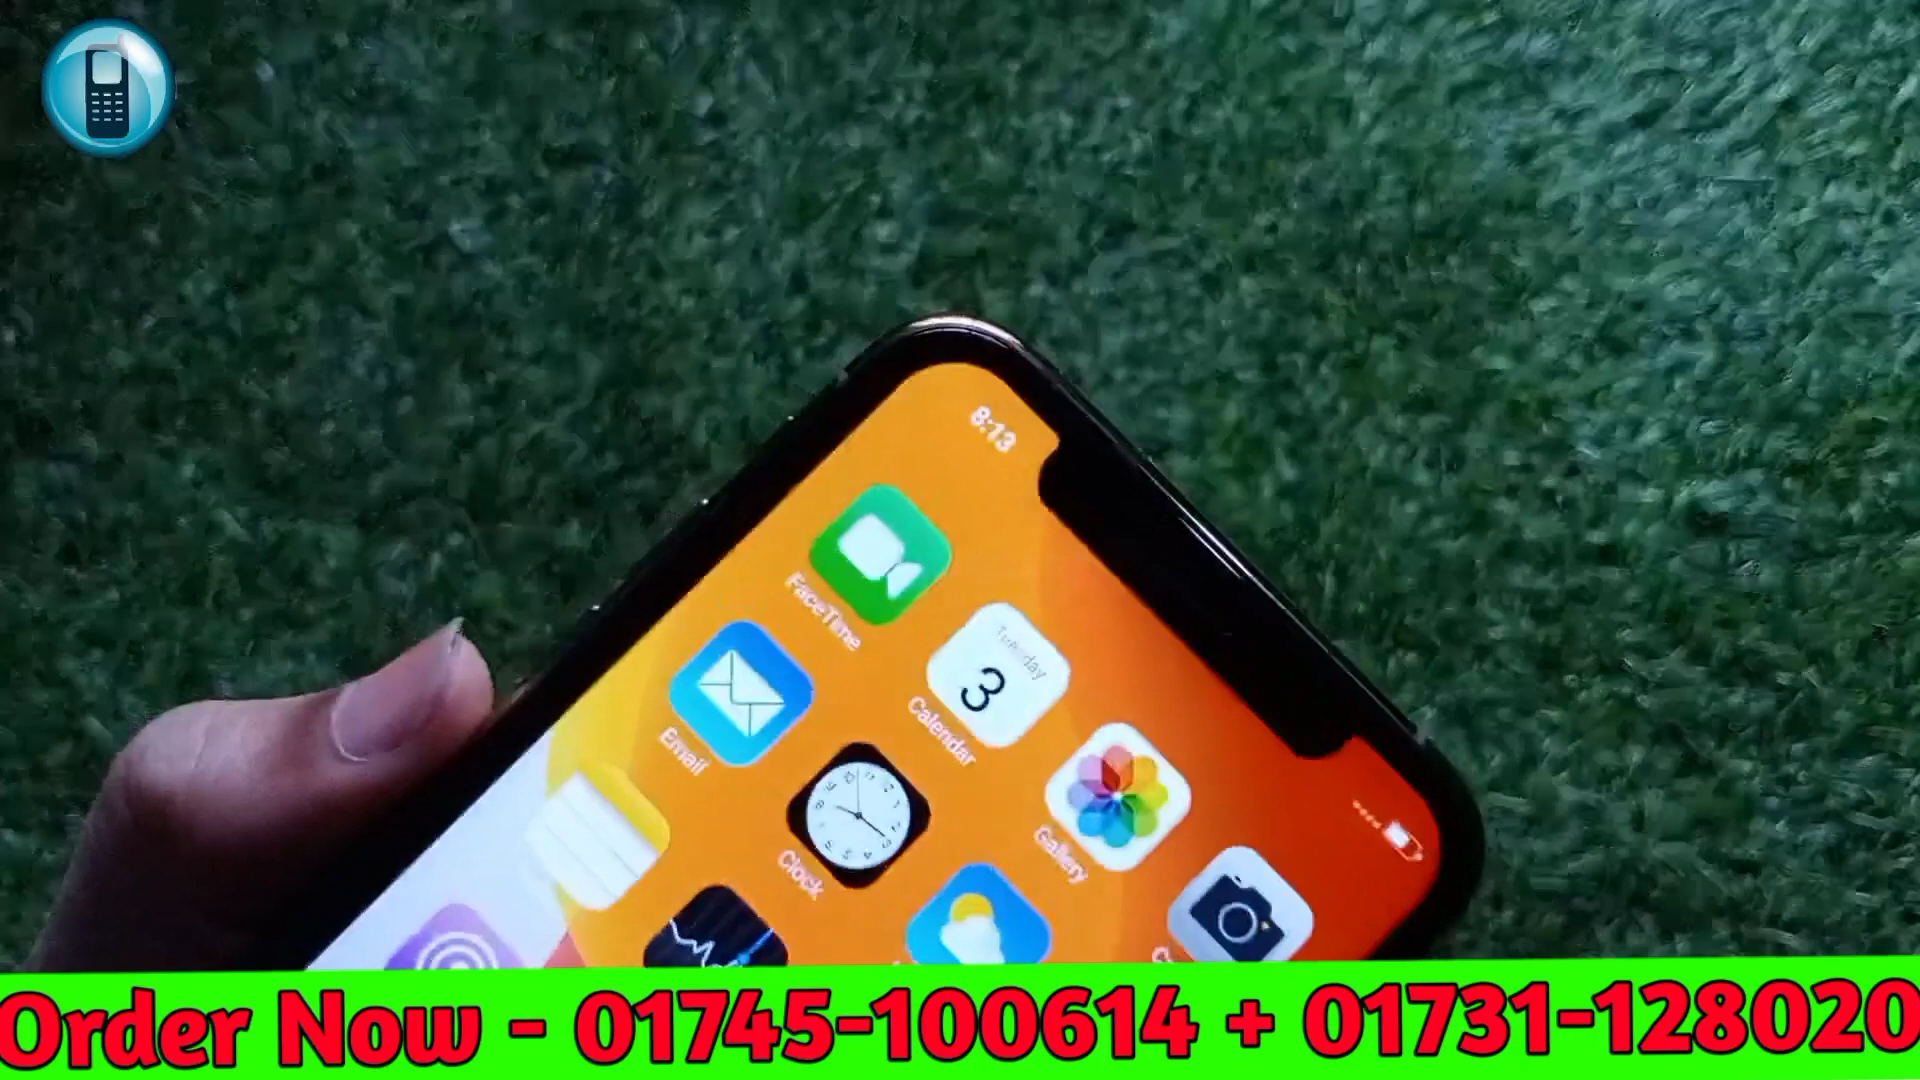 8:13
FaceTime
Tuesday
3
Calendar
Email
Gallery
Clock
Order Now - 01745-100614 + 01731-128020